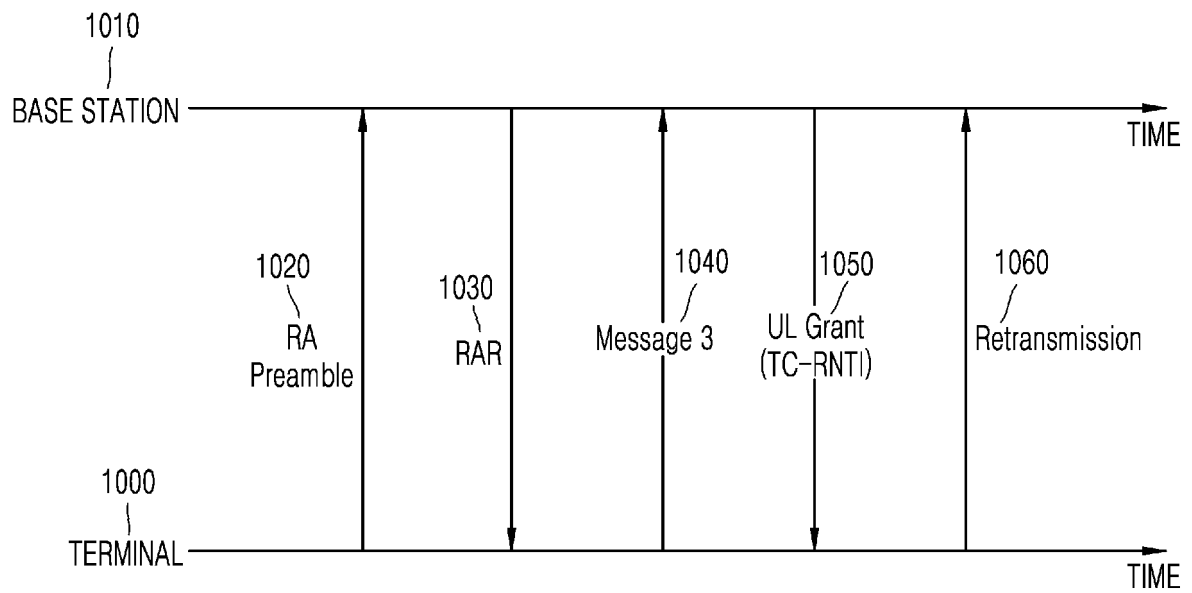 1010
BASE STATION
TIME
1020
RA
Preamble
1030
RAR
1040
Message 3
1050
UL Grant
(TC-RNTI)
1060
Retransmission
1000
TERMINAL
TIME